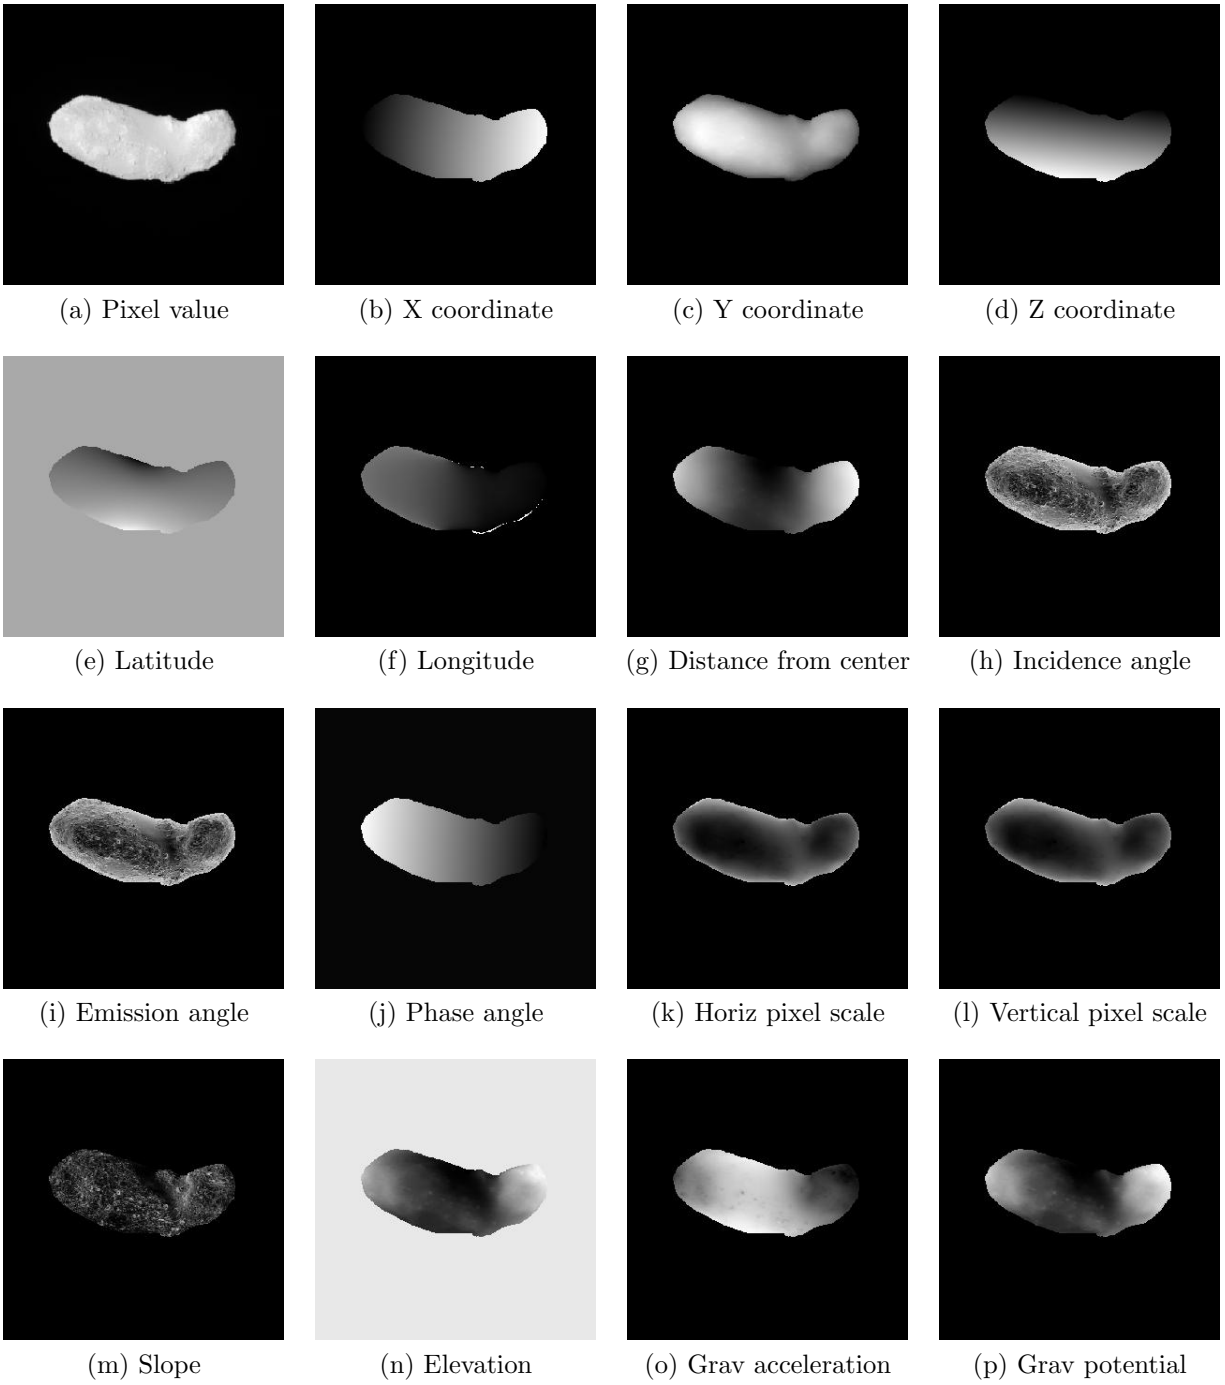 (a) Pixel value
(b) X coordinate
(c) Y coordinate
(d) Z coordinate
(e) Latitude
(f) Longitude
(g) Distance from center
(h) Incidence angle
(i) Emission angle
(j) Phase angle
(k) Horiz pixel scale
(l) Vertical pixel scale
(m) Slope
(n) Elevation
(o) Grav acceleration
(p) Grav potential